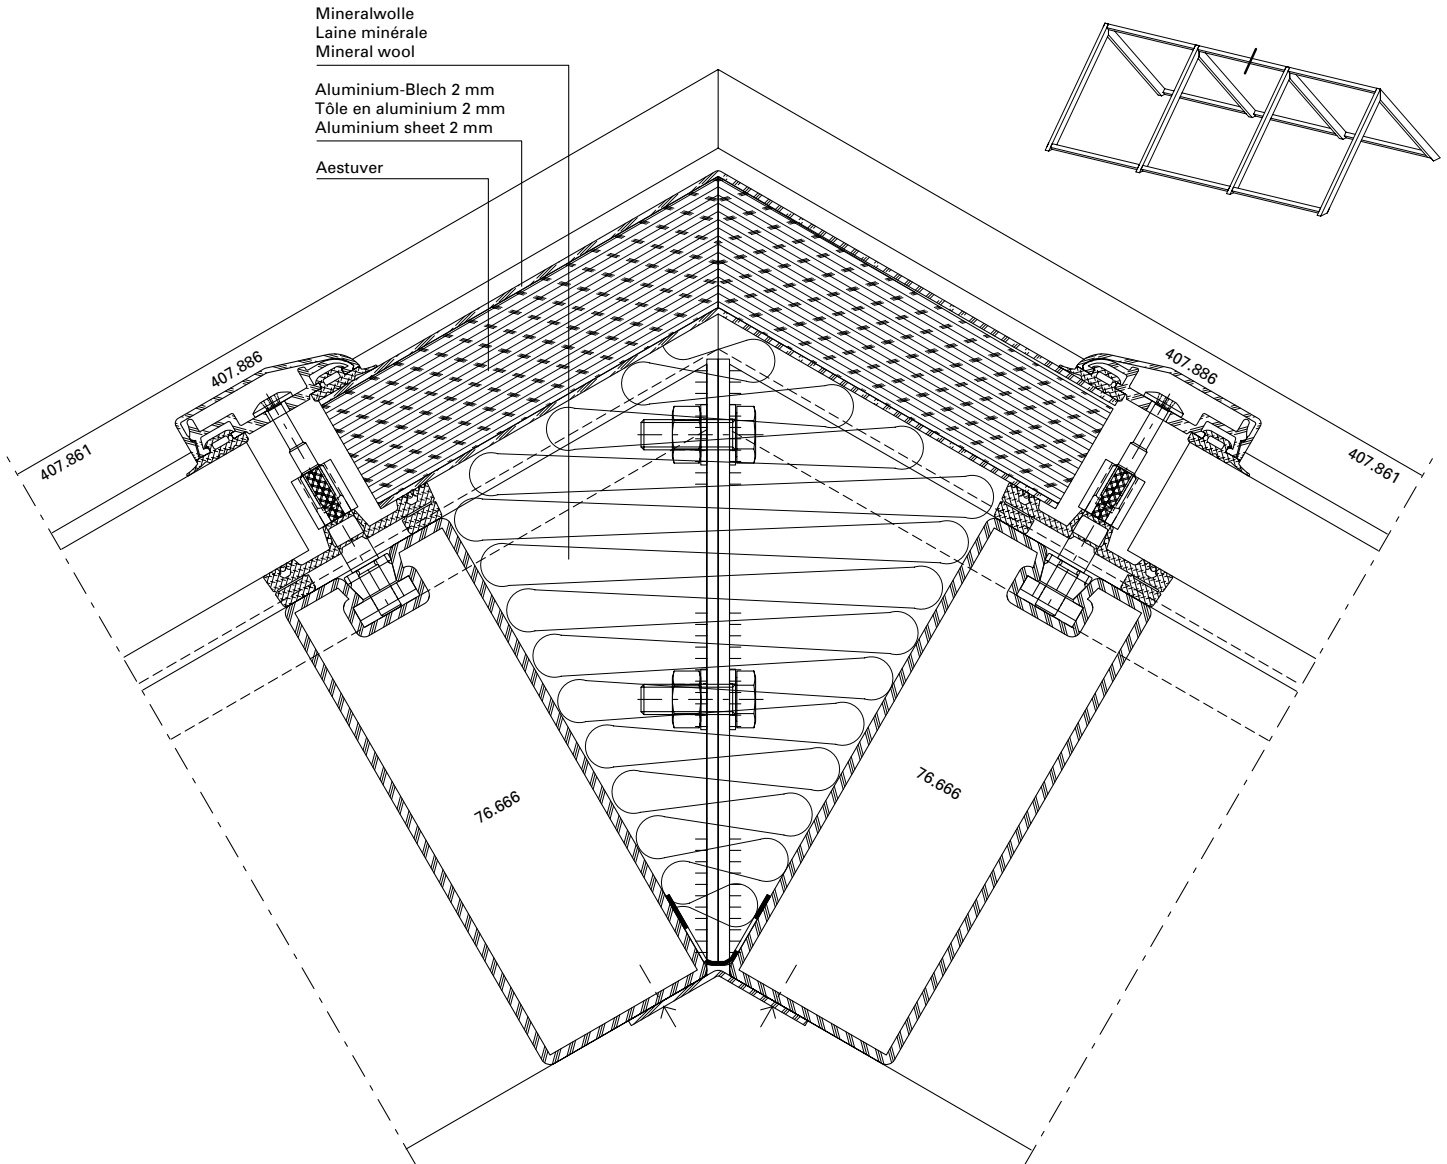 Mineralwolle
Laine minérale
Mineral wool
Aluminium-Blech 2 mm
Tôle en aluminium 2 mm
Aluminium sheet 2 mm
Aestuver
407.886
407.886
407.861
407.861
76.666
76.666